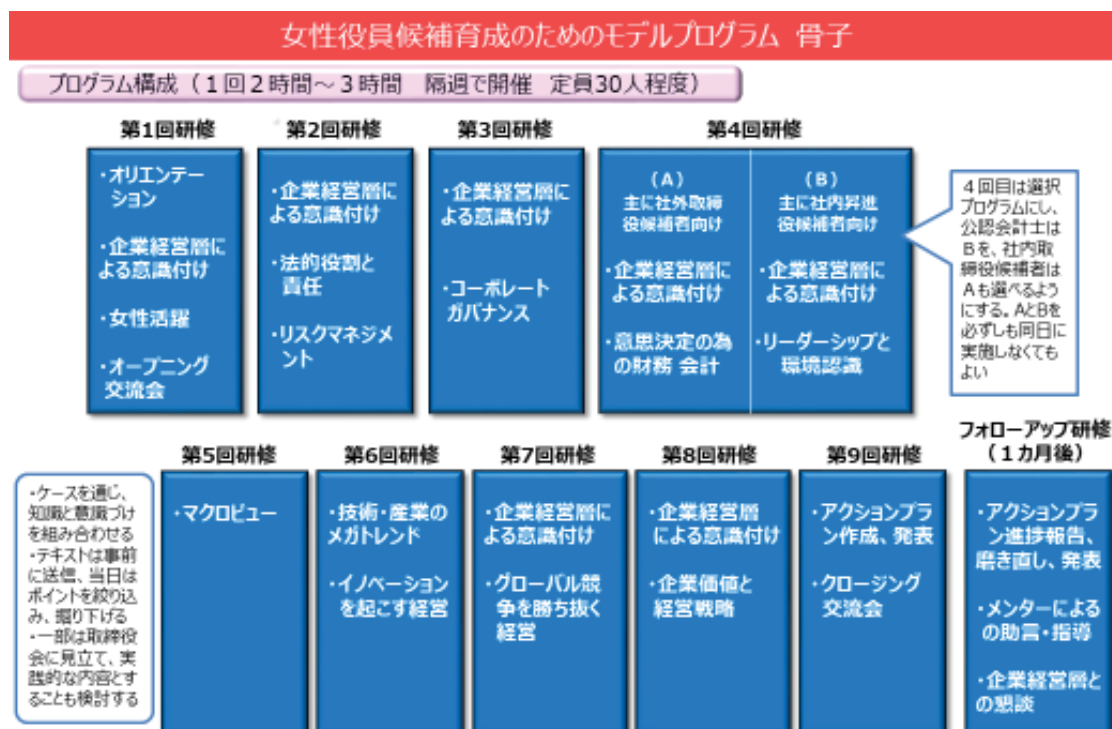 女性役員候補育成のためのモデルプログラム 骨子
プログラム構成(1回2時間~3時間 隔週で開催 定員30人程度)
第1回研修
・オリエンテー
ション
・企業経営層に
よる意識付け
・女性活躍
・オープニング
交流会
第2回研修
・企業経営層に
よる意識付け
・法的役割と
責任
・リスクマネジメ
ント
第3回研修
・企業経営層に
よる意識付け
・コーポレート
ガバナンス
第4回研修
(A)
主に社外取締
役候補者向け
・企業経営層に
よる意識付け
・意思決定の為
の財務 会計
(B)
主に社内昇進
役候補者向け
・企業経営層に
よる意識付け
・リーダーシップと
環境認識
4回目は選択
プログラムにし、
公認会計士は
Bを、社内取
締役候補者は
Aも選べるよう
にする。AとBを
必ずしも同日に
実施しなくても
よい
・ケースを通じ、
知識と意識づけ
を組み合わせる
・テキストは事前
に送信、当日は
ポイントを絞り込
み、掘り下げる
・一部は取締役
会に見立て、実
践的な内容とす
ることも検討する
第5回研修
・マクロビュー
第6回研修
・技術・産業の
メガトレンド
・イノベーション
を起こす経営
第7回研修
・企業経営層に
よる意識付け
・グローバル競
争を勝ち抜く
経営
第8回研修
・企業経営層
による意識付け
・企業価値と
経営戦略
第9回研修
・アクションプラ
ン作成、発表
・クロージング
交流会
フォローアップ研修
(1カ月後)
・アクションプラ
ン進捗報告、
磨き直し、発表
・メンターによる
の助言・指導
・企業経営層と
の懇談